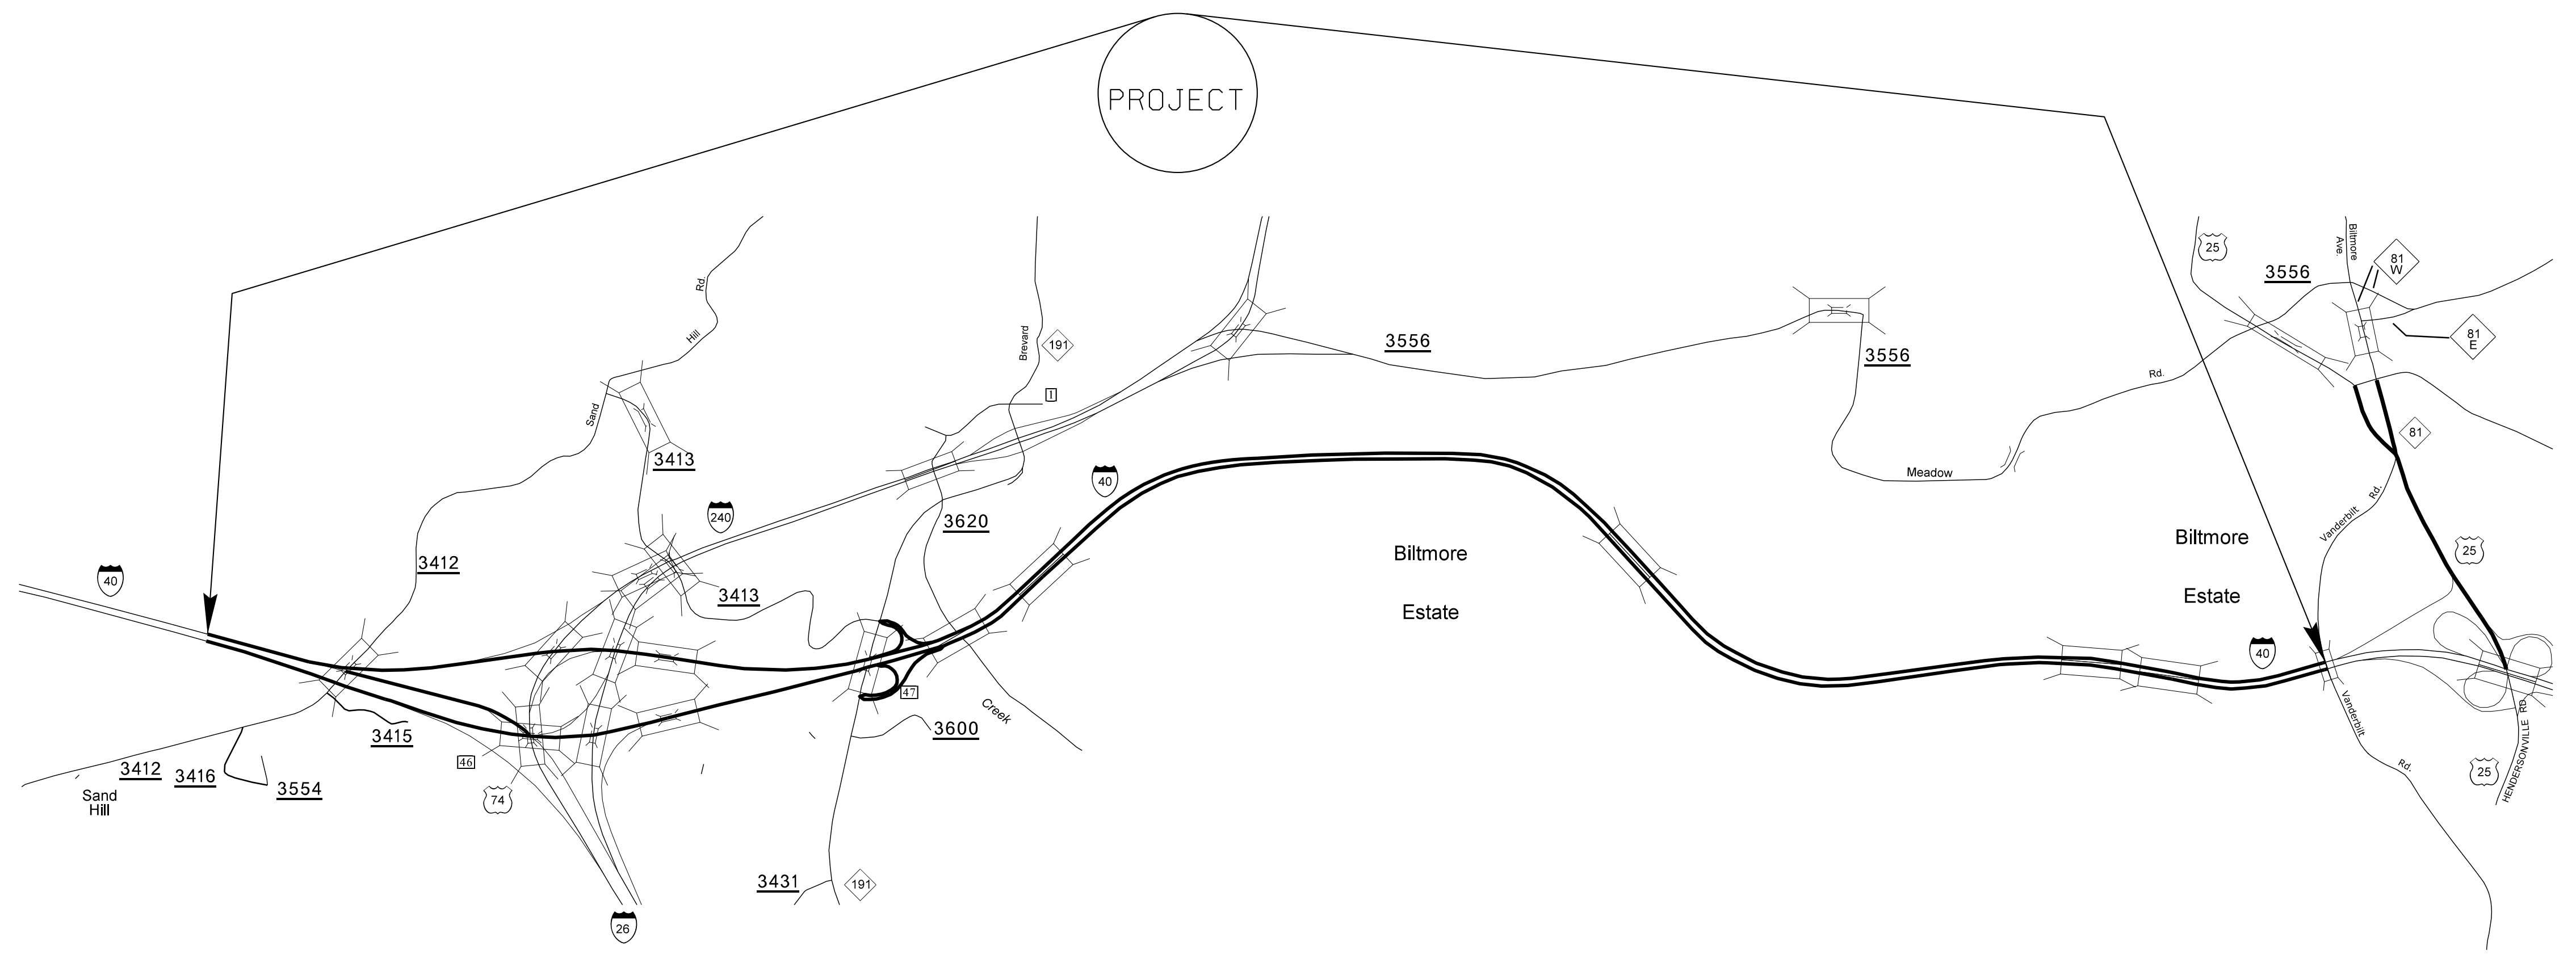 PROJECT
Rd.
Hill
Sand
Brevard
191
1
3556
3556
25
Biltmore
Ave.
81
W
3556
81
E
Rd.
81
Meadow
3413
240
40
3620
3412
40
3413
Biltmore
Estate
Biltmore
Estate
Vanderbilt
Rd.
25
40
47
Creek
3600
3415
46
74
3412
3416
3554
Sand
Hill
Vanderbilt
Rd.
HENDERSONVILLE RD.
25
3431
191
26